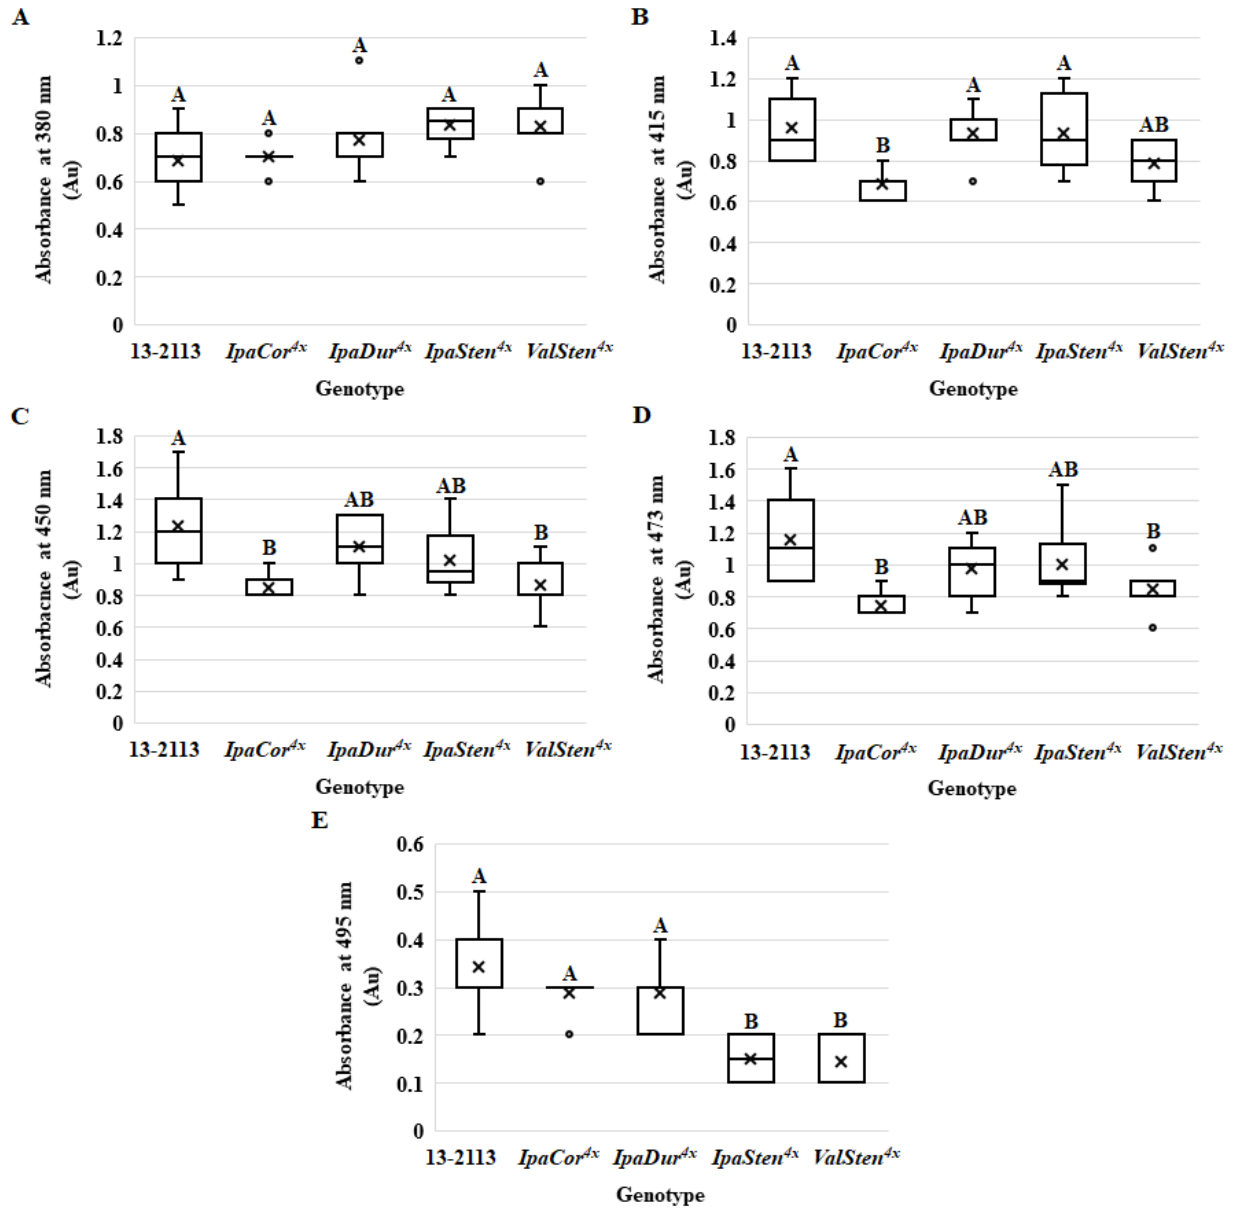 A
Absorbance at 380 nm
(Au)
1.2
1
0.8
0.6
0.4
0.2
0
A
A
A
A
A
13-2113
IpaCor4x
IpaDur4x
IpaSten4x
ValSten4x
Genotype
B
Absorbance at 415 nm
(Au)
1.4
1.2
1
0.8
0.6
0.4
0.2
0
A
B
A
A
AB
13-2113
IpaCor4x
IpaDur4x
IpaSten4x
ValSten4x
Genotype
C
Absorbacnce at 450 nm
(Au)
1.8
1.6
1.4
1.2
1
0.8
0.6
0.4
0.2
0
A
B
AB
AB
B
13-2113
IpaCor4x
IpaDur4x
IpaSten4x
ValSten4x
Genotype
D
Absorbance at 473 nm
(Au)
1.8
1.6
1.4
1.2
1
0.8
0.6
0.4
0.2
0
A
B
AB
AB
B
13-2113
IpaCor4x
IpaDur4x
IpaSten4x
ValSten4x
Genotype
E
Absorbance at 495 nm
(Au)
0.6
0.5
0.4
0.3
0.2
0.1
0
A
A
A
B
B
13-2113
IpaCor4x
IpaDur4x
IpaSten4x
ValSten4x
Genotype